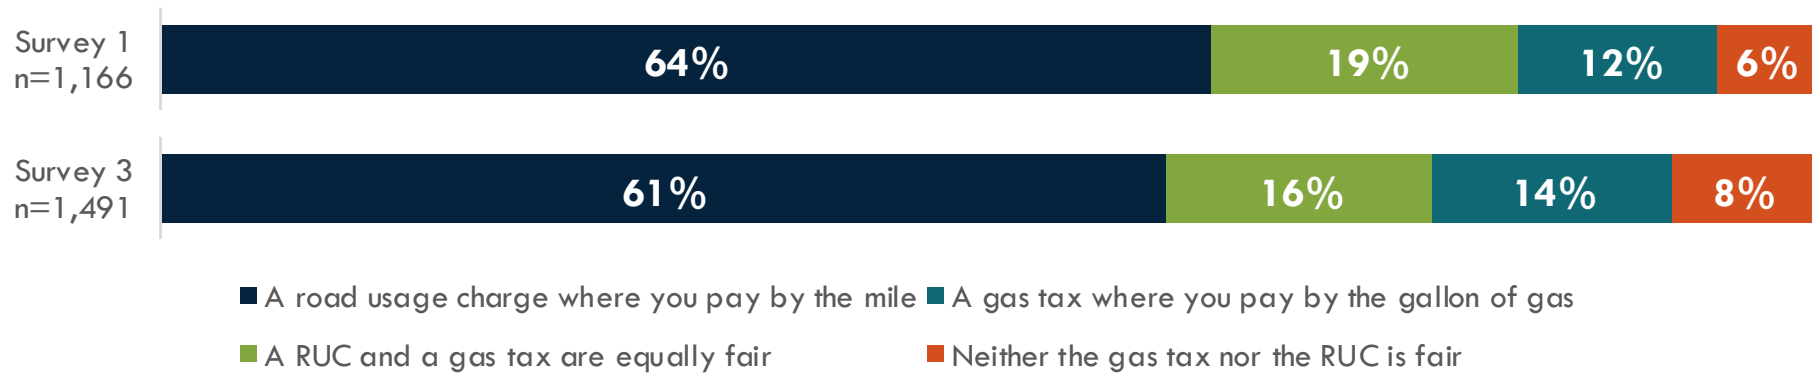 Survey 1
n=1,166
64%
19%
12%
6%
Survey 3
n=1,491
61%
16%
14%
8%
A road usage charge where you pay by the mile
A gas tax where you pay by the gallon of gas
A RUC and a gas tax are equally fair
Neither the gas tax nor the RUC is fair